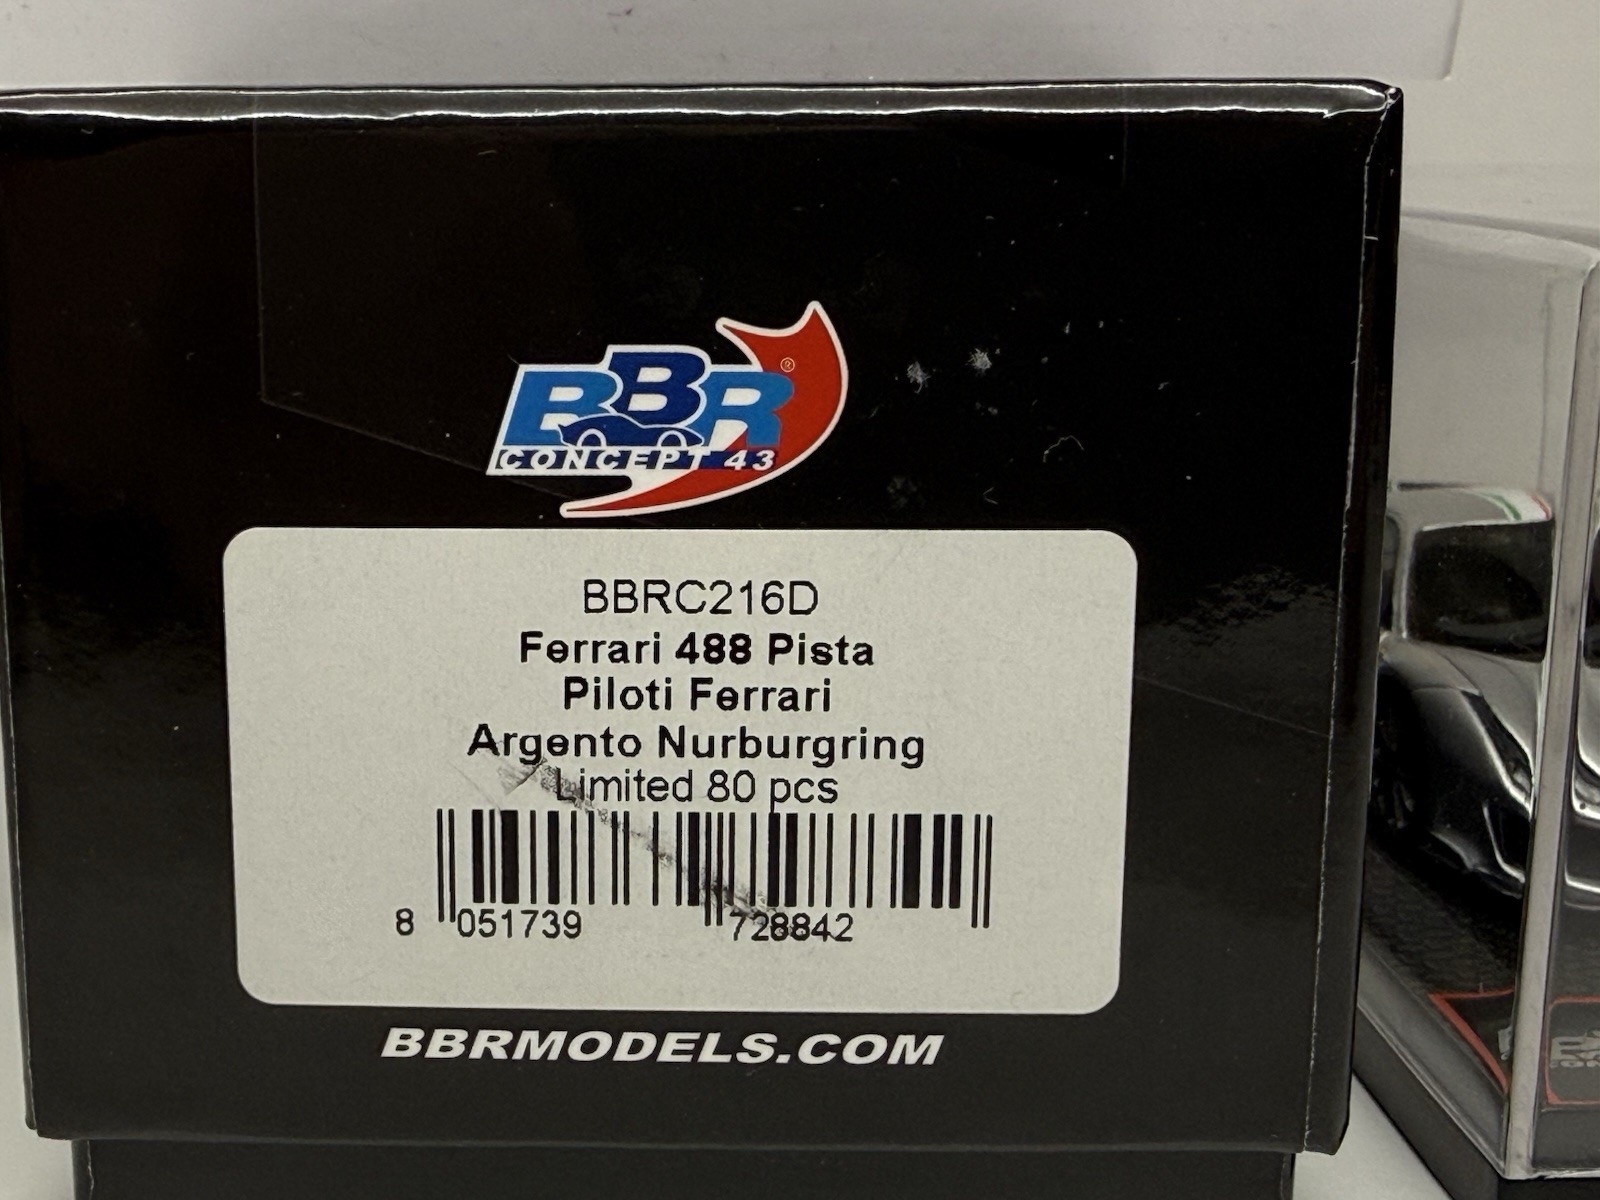 BBR®
CONCEPT 43
BBRC216D
Ferrari 488 Pista
Piloti Ferrari
Argento Nurburgring
Limited 80 pcs
8 051739 728842
BBRMODELS.COM